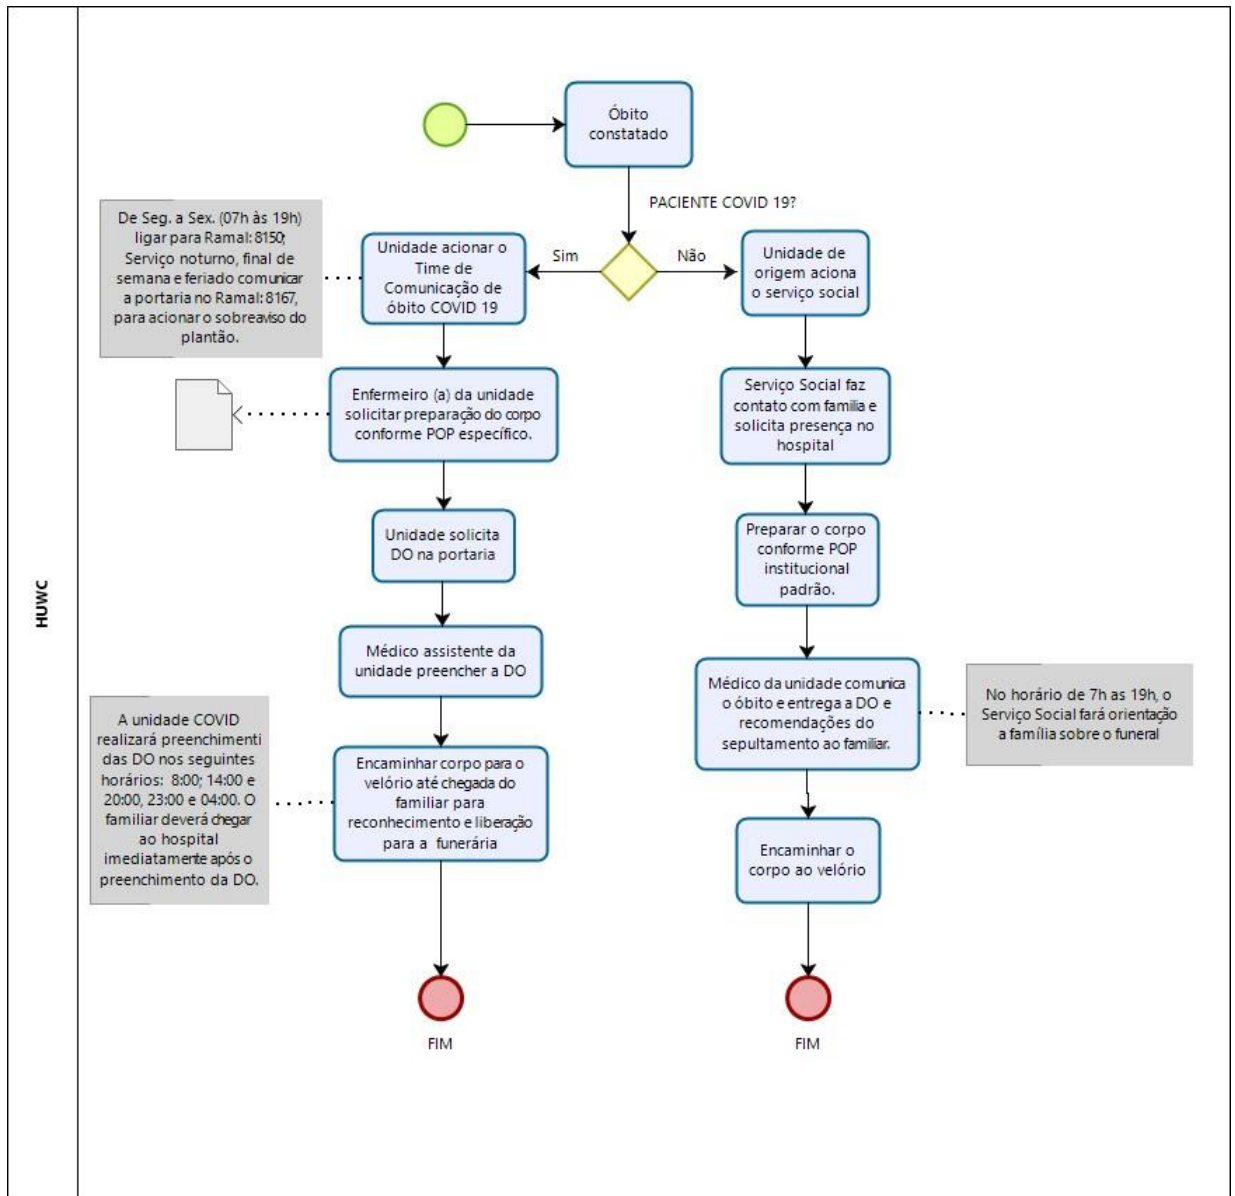 HUWC
Óbito
constatado
PACIENTE COVID 19?
Sim
Não
De Seg. a Sex. (07h às 19h)
ligar para Ramal: 8150;
Serviço noturno, final de
semana e feriado comunicar
a portaria no Ramal: 8167,
para acionar o sobreaviso do
plantão.
Unidade acionar o
Time de
Comunicação de
óbito COVID 19
Enfermeiro (a) da unidade
solicitar preparação do corpo
conforme POP específico.
Unidade solicita
DO na portaria
Médico assistente da
unidade preencher a DO
A unidade COVID
realizará preenchimenti
das DO nos seguintes
horários: 8:00; 14:00 e
20:00, 23:00 e 04:00. O
familiar deverá chegar
ao hospital
imediatamente após o
preenchimento da DO.
Encaminhar corpo para o
velório até chegada do
familiar para
reconhecimento e liberação
para a funerária
FIM
Unidade de
origem aciona
o serviço social
Serviço Social faz
contato com familia e
solicita presença no
hospital
Preparar o corpo
conforme POP
institucional
padrão.
Médico da unidade comunica
o óbito e entrega a DO e
recomendações do
sepultamento ao familiar.
No horário de 7h as 19h, o
Serviço Social fará orientação
a família sobre o funeral
Encaminhar o
corpo ao velório
FIM